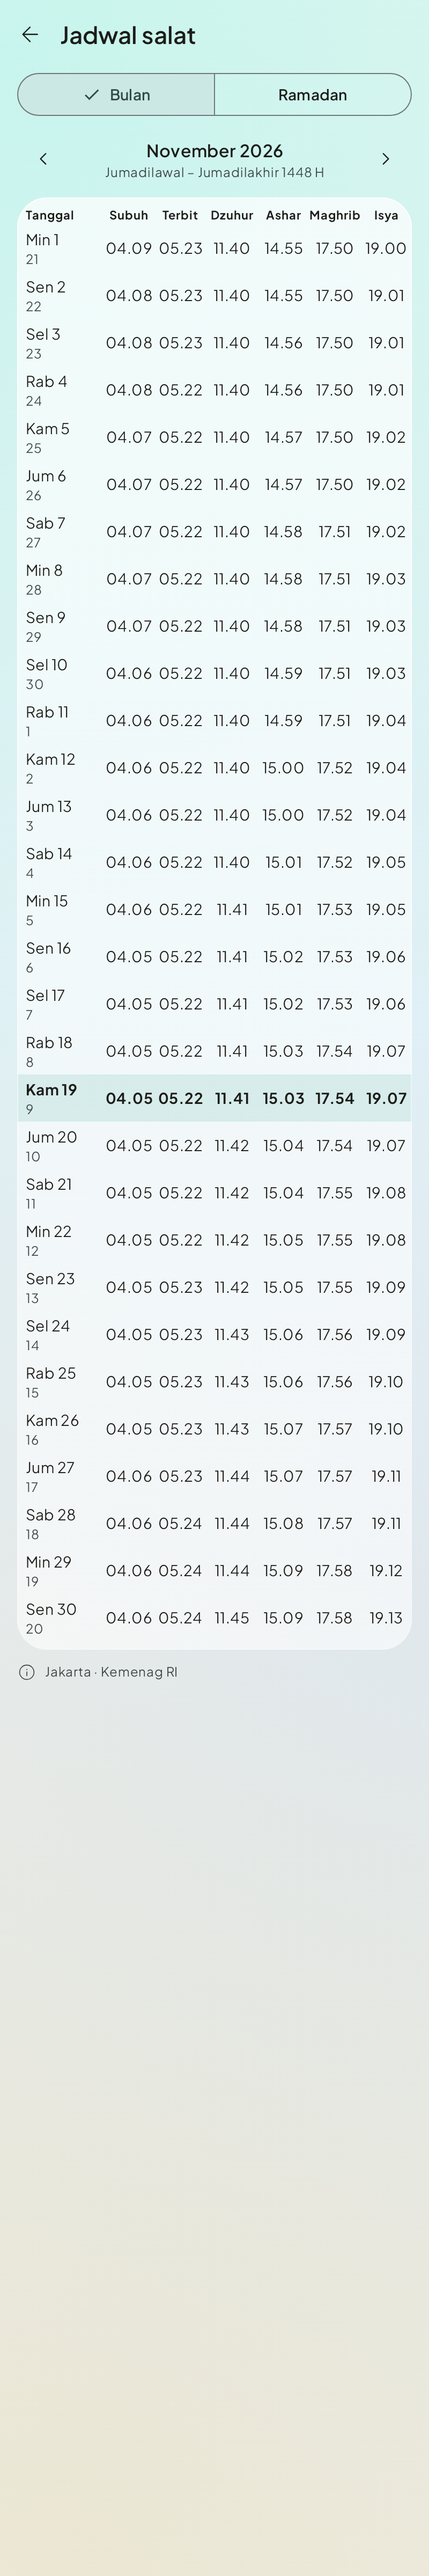 Jadwal salat
Bulan Ramadan
November 2026
Jumadilawal – Jumadilakhir 1448 H
Tanggal Subuh Terbit Dzuhur Ashar Maghrib Isya
Min 1 04.09 05.23 11.40 14.55 17.50 19.00
21
Sen 2 04.08 05.23 11.40 14.55 17.50 19.01
22
Sel 3 04.08 05.23 11.40 14.56 17.50 19.01
23
Rab 4 04.08 05.22 11.40 14.56 17.50 19.01
24
Kam 5 04.07 05.22 11.40 14.57 17.50 19.02
25
Jum 6 04.07 05.22 11.40 14.57 17.50 19.02
26
Sab 7 04.07 05.22 11.40 14.58 17.51 19.02
27
Min 8 04.07 05.22 11.40 14.58 17.51 19.03
28
Sen 9 04.07 05.22 11.40 14.58 17.51 19.03
29
Sel 10 04.06 05.22 11.40 14.59 17.51 19.03
30
Rab 11 04.06 05.22 11.40 14.59 17.51 19.04
1
Kam 12 04.06 05.22 11.40 15.00 17.52 19.04
2
Jum 13 04.06 05.22 11.40 15.00 17.52 19.04
3
Sab 14 04.06 05.22 11.40 15.01 17.52 19.05
4
Min 15 04.06 05.22 11.41 15.01 17.53 19.05
5
Sen 16 04.05 05.22 11.41 15.02 17.53 19.06
6
Sel 17 04.05 05.22 11.41 15.02 17.53 19.06
7
Rab 18 04.05 05.22 11.41 15.03 17.54 19.07
8
Kam 19 04.05 05.22 11.41 15.03 17.54 19.07
9
Jum 20 04.05 05.22 11.42 15.04 17.54 19.07
10
Sab 21 04.05 05.22 11.42 15.04 17.55 19.08
11
Min 22 04.05 05.22 11.42 15.05 17.55 19.08
12
Sen 23 04.05 05.23 11.42 15.05 17.55 19.09
13
Sel 24 04.05 05.23 11.43 15.06 17.56 19.09
14
Rab 25 04.05 05.23 11.43 15.06 17.56 19.10
15
Kam 26 04.05 05.23 11.43 15.07 17.57 19.10
16
Jum 27 04.06 05.23 11.44 15.07 17.57 19.11
17
Sab 28 04.06 05.24 11.44 15.08 17.57 19.11
18
Min 29 04.06 05.24 11.44 15.09 17.58 19.12
19
Sen 30 04.06 05.24 11.45 15.09 17.58 19.13
20
Jakarta · Kemenag RI